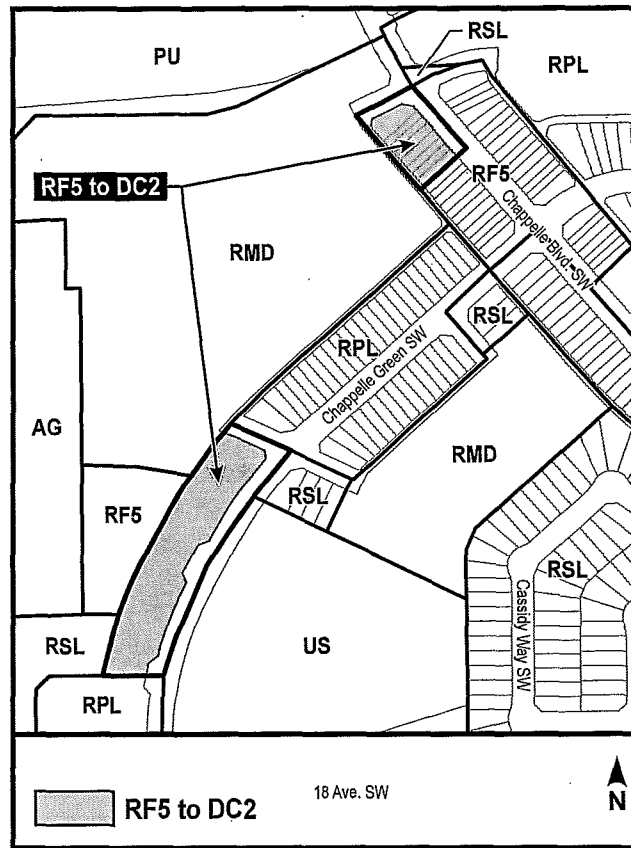 RSL
PU
RPL
RF5 to DC2
RF5
Chappelle Blvd. SW
RMD
RSL
RPL
Chappelle Green SW
AG
RMD
RSL
RF5
RSL
Cassidy Way SW
US
RSL
RPL
18 Ave. SW
N
RF5 to DC2